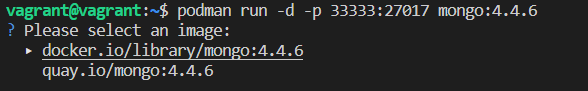 vagrant@vagrant:~$ podman run -d -p 33333:27017 mongo:4.4.6
? Please select an image:
▸ docker.io/library/mongo:4.4.6
quay.io/mongo:4.4.6